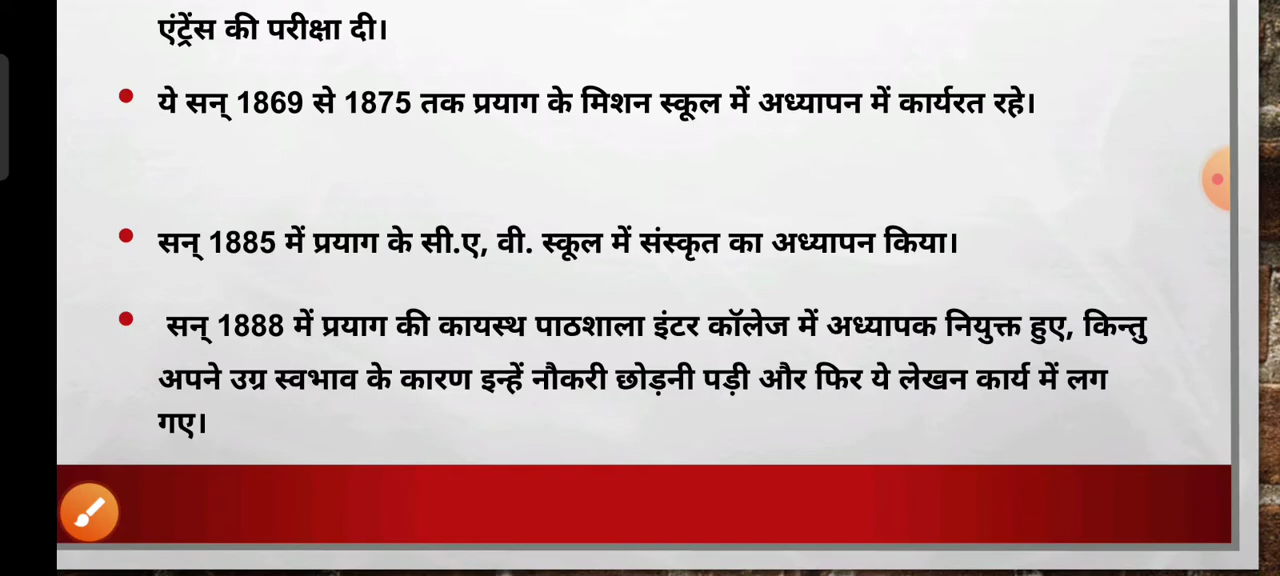 एंट्रेंस की परीक्षा दी।
ये सन् 1869 से 1875 तक प्रयाग के मिशन स्कूल में अध्यापन में कार्यरत रहे।
सन् 1885 में प्रयाग के सी.ए, वी. स्कूल में संस्कृत का अध्यापन किया।
सन् 1888 में प्रयाग की कायस्थ पाठशाला इंटर कॉलेज में अध्यापक नियुक्त हुए, किन्तु
अपने उग्र स्वभाव के कारण इन्हें नौकरी छोड़नी पड़ी और फिर ये लेखन कार्य में लग
गए।